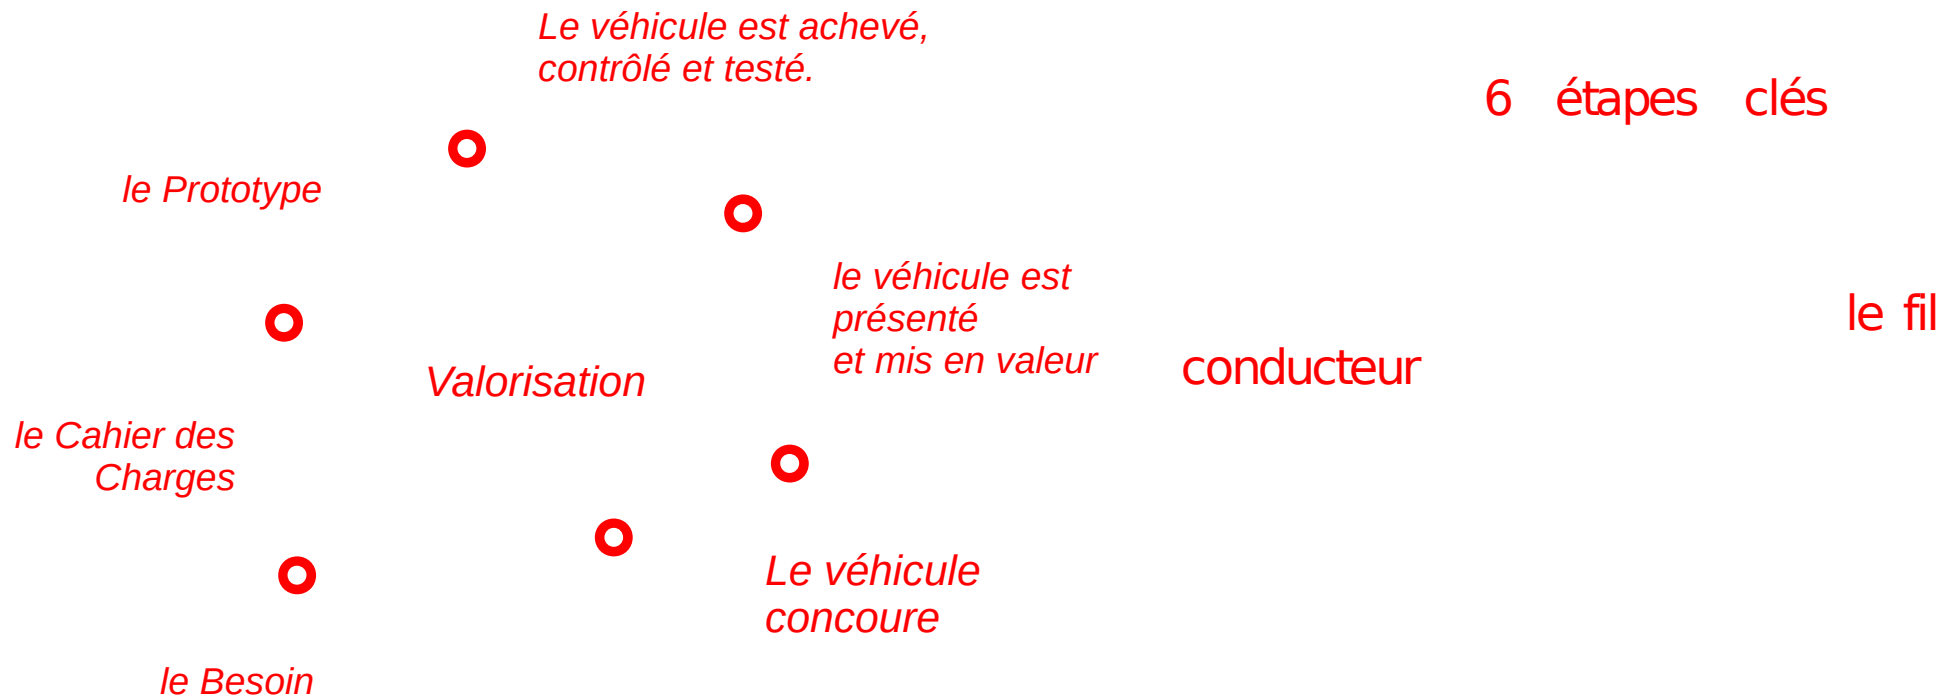 Le véhicule est achevé,
contrôlé et testé.
6 étapes clés
le Prototype
le véhicule est
présenté
et mis en valeur
le fil
conducteur
Valorisation
le Cahier des
Charges
Le véhicule
concoure
le Besoin